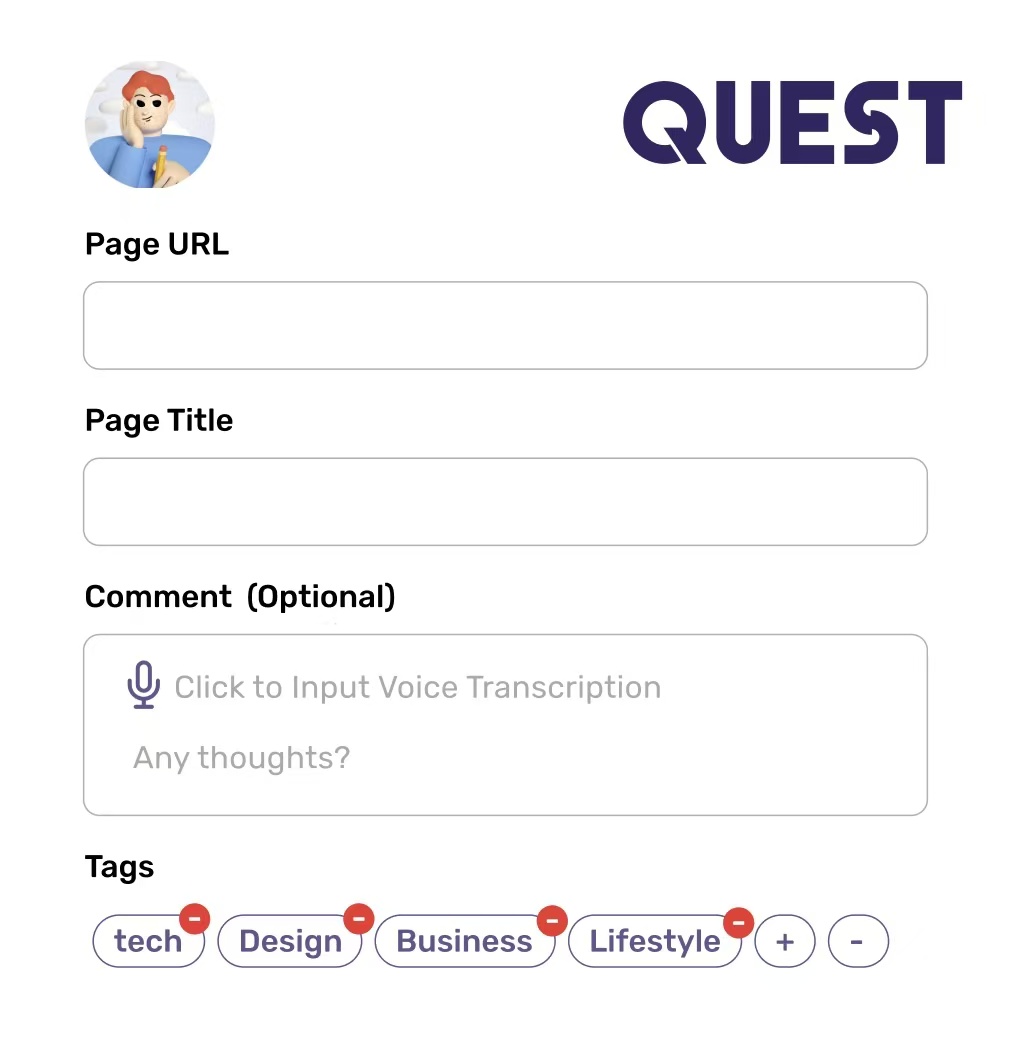 QUEST
Page URL
Page Title
Comment (Optional)
Click to Input Voice Transcription
Any thoughts?
Tags
tech Design Business Lifestyle + -